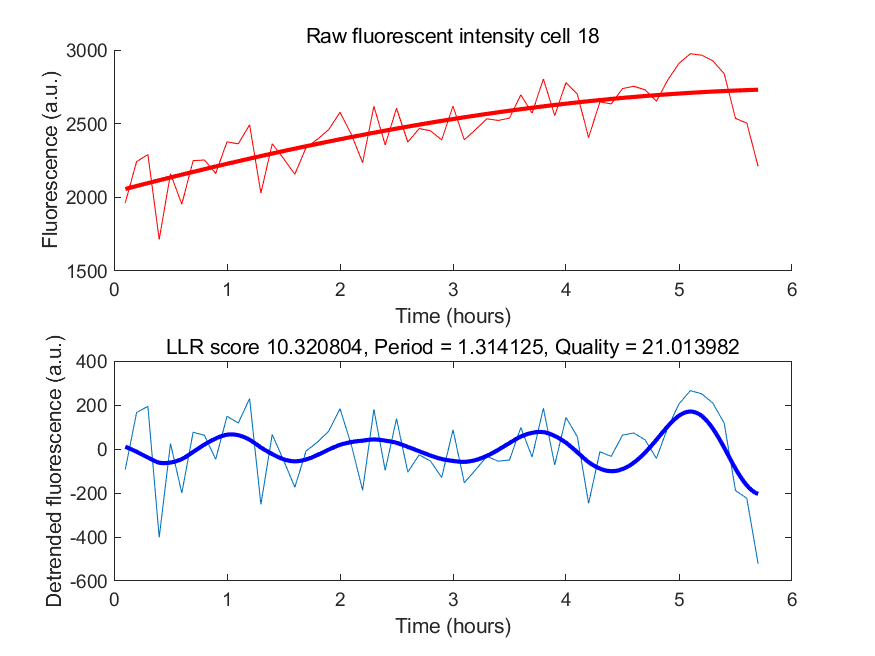 Raw fluorescent intensity cell 18
3000
2500
2000
1500
Fluorescence (a.u.)
0 1 2 3 4 5 6
Time (hours)
LLR score 10.320804, Period = 1.314125, Quality = 21.013982
400
200
0
-200
-400
-600
Detrended fluorescence (a.u.)
0 1 2 3 4 5 6
Time (hours)